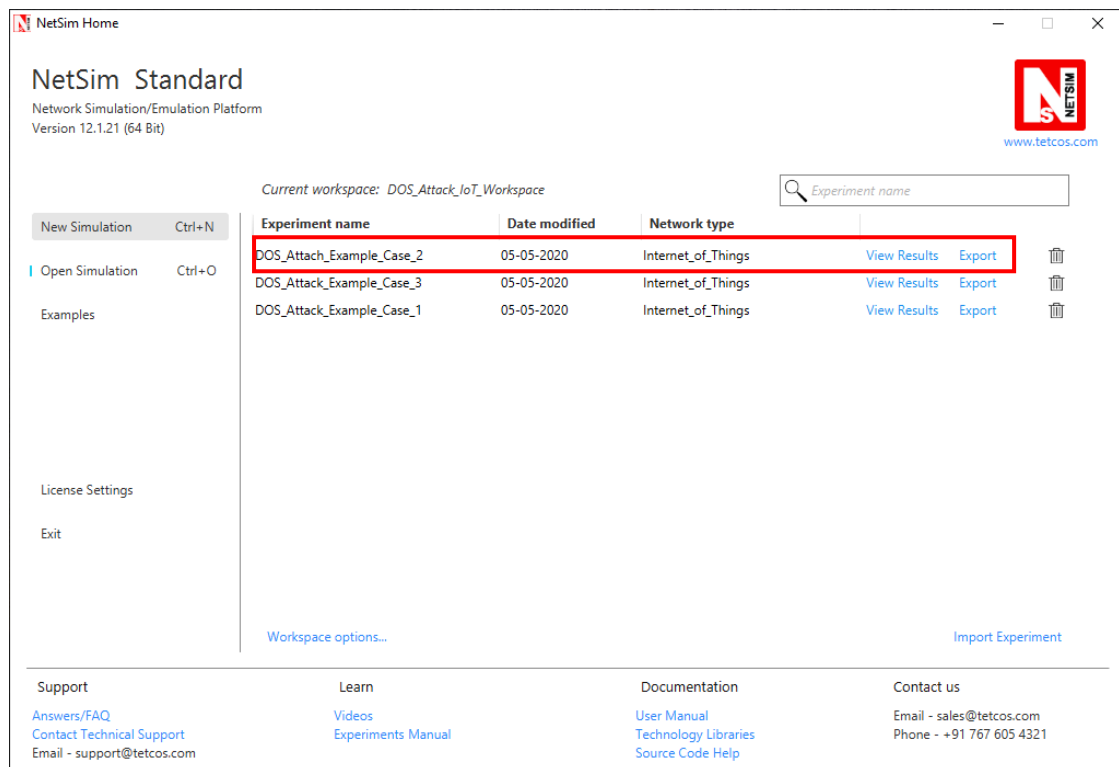 NetSim Home
NetSim Standard
Network Simulation/Emulation Platform
Version 12.1.21 (64 Bit)
NS NETSIM
www.tetcos.com
Current workspace: DOS_Attack_IoT_Workspace
Experiment name
New Simulation Ctrl+N
Open Simulation Ctrl+O
Examples
License Settings
Exit
Experiment name Date modified Network type
DOS_Attach_Example_Case_2 05-05-2020 Internet_of_Things View Results Export
DOS_Attack_Example_Case_3 05-05-2020 Internet_of_Things View Results Export
DOS_Attack_Example_Case_1 05-05-2020 Internet_of_Things View Results Export
Workspace options...
Import Experiment
Support
Answers/FAQ
Contact Technical Support
Email - support@tetcos.com
Learn
Videos
Experiments Manual
Documentation
User Manual
Technology Libraries
Source Code Help
Contact us
Email - sales@tetcos.com
Phone - +91 767 605 4321